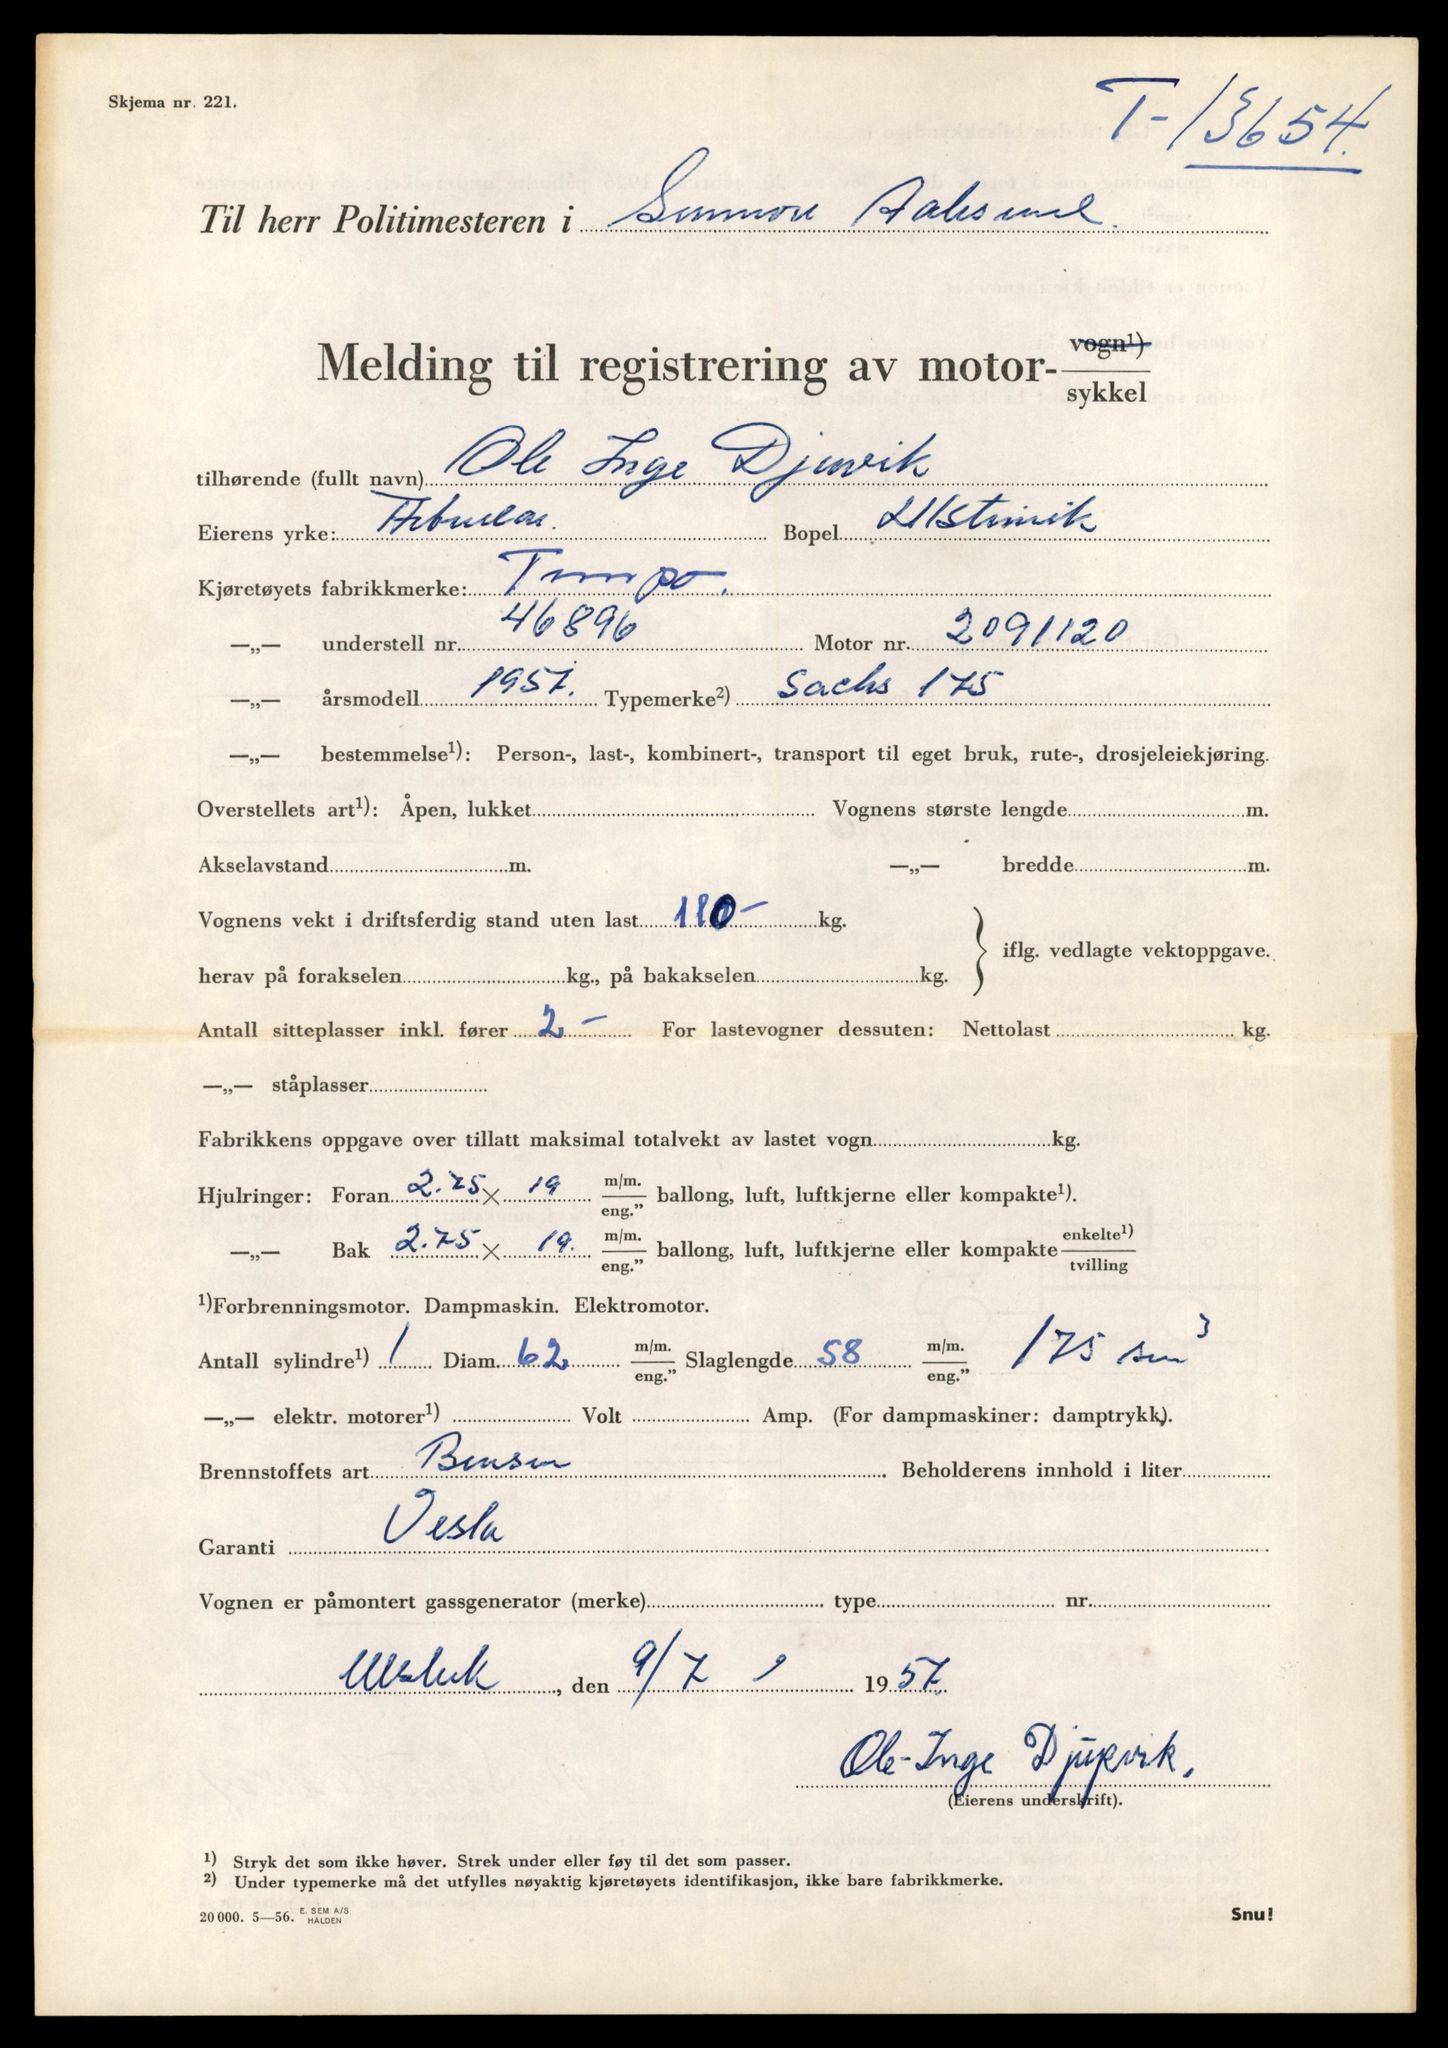 Skjema nr. 221.
T-13654.
Til herr Politimesteren i Sunnmøre Aalesund.
Melding til registrering av motor- vogn¹)
sykkel
tilhørende (fullt navn) Ole Inge Djuvik
Eierens yrke: Arbeider. Bopel Ulsteinvik
Kjøretøyets fabrikkmerke: Tempo.
—„— understell nr. 46896 Motor nr. 2091120
—„— årsmodell 1957. Typemerke²) Sachs 175
—„— bestemmelse¹): Person-, last-, kombinert-, transport til eget bruk, rute-, drosjeleiekjøring.
Overstellets art¹): Åpen, lukket Vognens største lengde m.
Akselavstand m. —„— bredde m.
Vognens vekt i driftsferdig stand uten last 110- kg.
iflg. vedlagte vektoppgave.
herav på forakselen kg., på bakakselen kg.
Antall sitteplasser inkl. fører 2- For lastevogner dessuten: Nettolast kg.
—„— ståplasser
Fabrikkens oppgave over tillatt maksimal totalvekt av lastet vogn kg.
Hjulringer: Foran 2.75 × 19 m/m. eng.” ballong, luft, luftkjerne eller kompakte¹).
—„— Bak 2.75 × 19. m/m. eng.” ballong, luft, luftkjerne eller kompakte enkelte¹) tvilling
¹)Forbrenningsmotor. Dampmaskin. Elektromotor.
Antall sylindre¹) 1 Diam. 62 m/m. eng.” Slaglengde 58 m/m. eng.” 175 sm³
—„— elektr. motorer¹) Volt Amp. (For dampmaskiner: damptrykk).
Brennstoffets art Bensin Beholderens innhold i liter
Garanti Vesta
Vognen er påmontert gassgenerator (merke) type nr.
, den 9/7 1957.
Ole-Inge Djupvik.
(Eierens underskrift).
¹) Stryk det som ikke høver. Strek under eller føy til det som passer.
²) Under typemerke må det utfylles nøyaktig kjøretøyets identifikasjon, ikke bare fabrikkmerke.
20 000. 5—56. E. SEM A/S HALDEN
Snu!